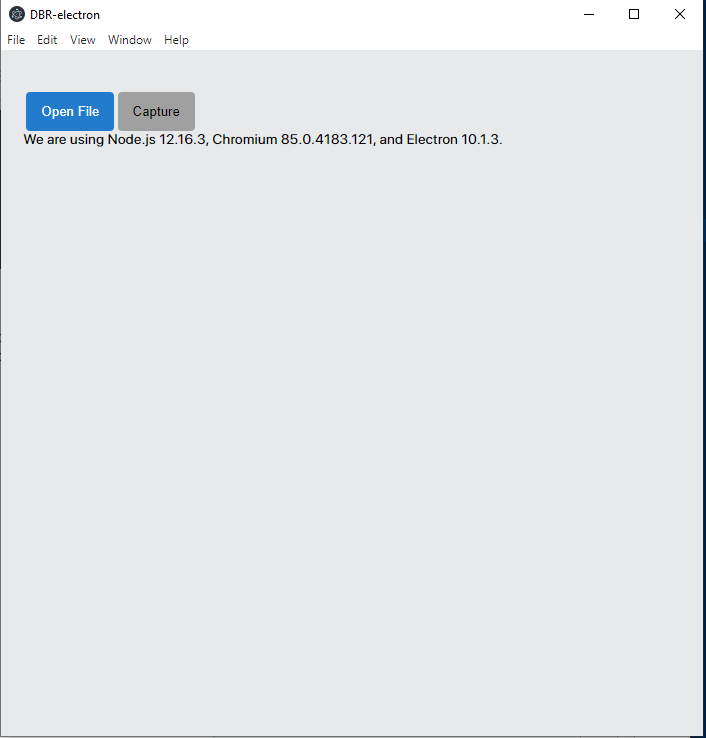 DBR-electron
File Edit View Window Help
Open File Capture
We are using Node.js 12.16.3, Chromium 85.0.4183.121, and Electron 10.1.3.